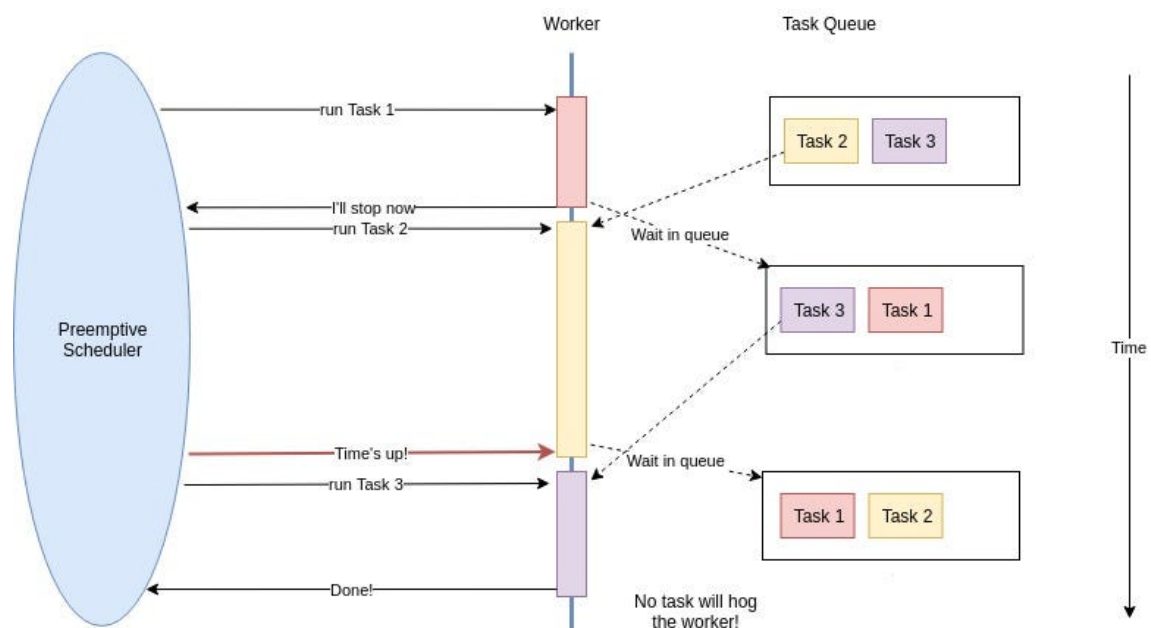 Worker
Task Queue
run Task 1
Task 2
Task 3
I'll stop now
run Task 2
Wait in queue
Task 3
Task 1
Preemptive
Scheduler
Time
Time's up!
Wait in queue
run Task 3
Task 1
Task 2
Done!
No task will hog
the worker!